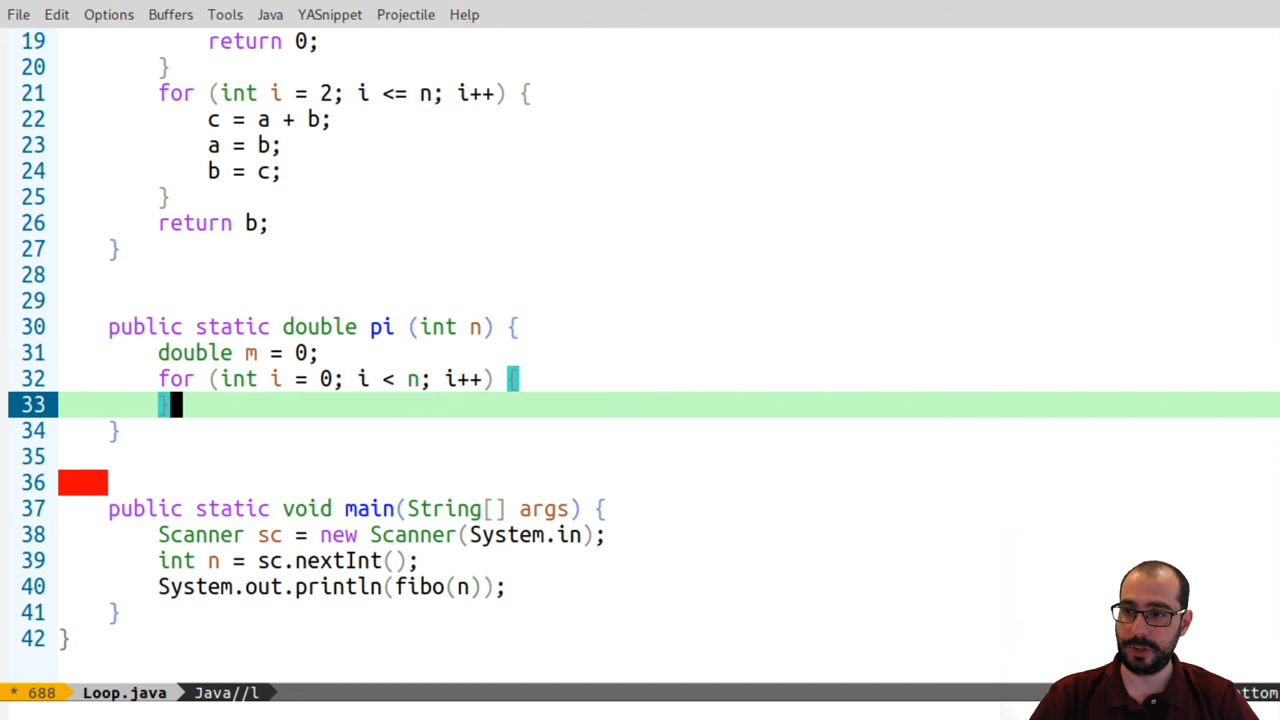 File Edit Options Buffers Tools Java YASnippet Projectile Help
19             return 0;
20         }
21         for (int i = 2; i <= n; i++) {
22             c = a + b;
23             a = b;
24             b = c;
25         }
26         return b;
27     }
28
29
30     public static double pi (int n) {
31         double m = 0;
32         for (int i = 0; i < n; i++) {
33         }
34     }
35
36
37     public static void main(String[] args) {
38         Scanner sc = new Scanner(System.in);
39         int n = sc.nextInt();
40         System.out.println(fibo(n));
41     }
42 }
* 688 Loop.java Java//l